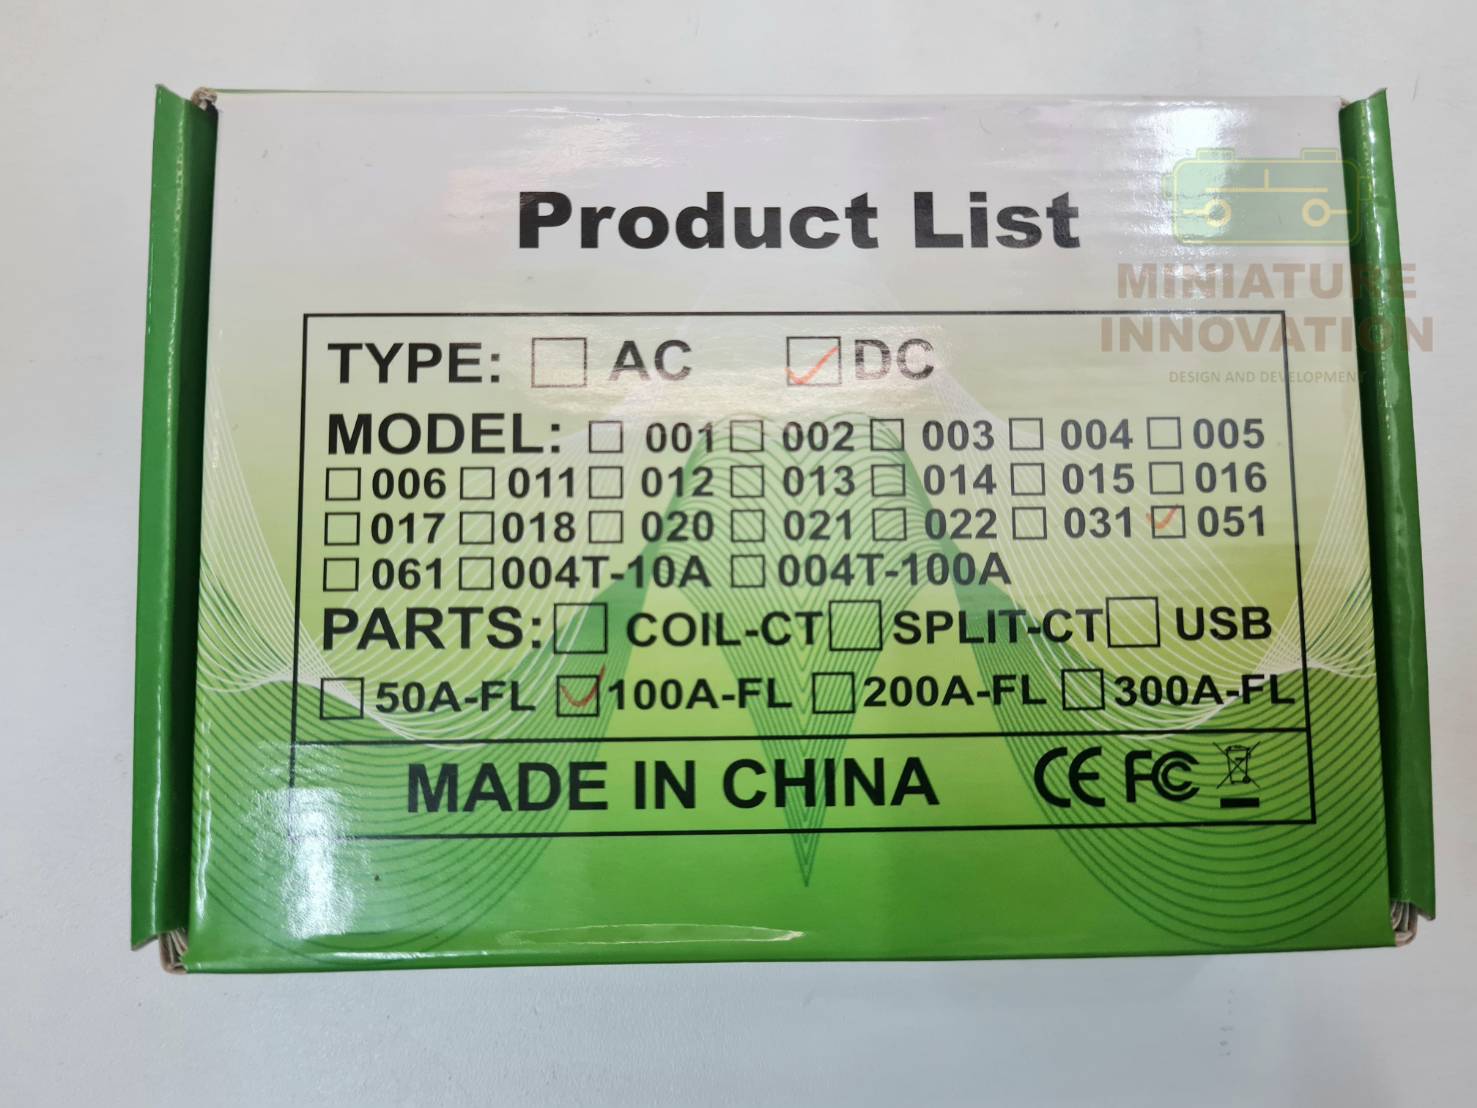 Product List
MINIATURE
INNOVATION
DESIGN AND DEVELOPMENT
TYPE: AC DC
MODEL: 001 002 003 004 005
006 011 012 013 014 015 016
017 018 020 021 022 031 051
061 004T-10A 004T-100A
PARTS: COIL-CT SPLIT-CT USB
50A-FL 100A-FL 200A-FL 300A-FL
MADE IN CHINA CE FC